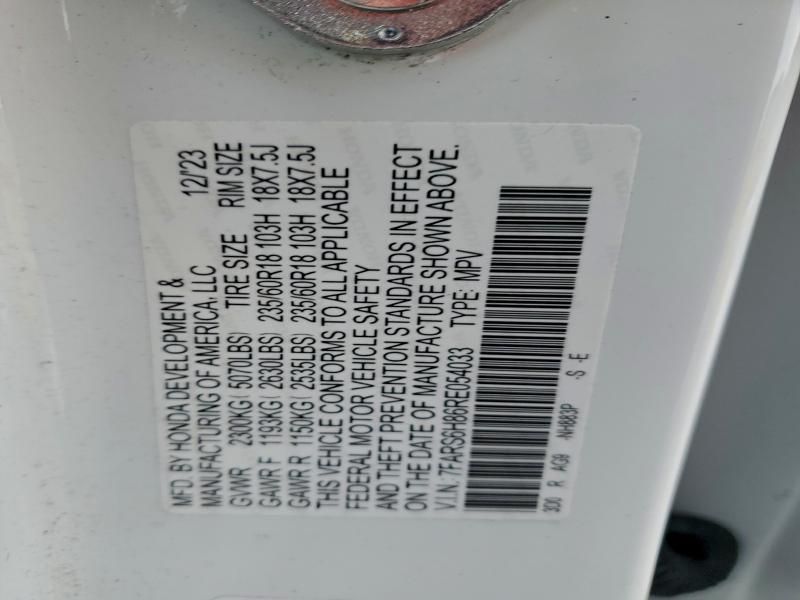 MFD. BY HONDA DEVELOPMENT & 12/23
MANUFACTURING OF AMERICA, LLC
GVWR 2300KG( 5070LBS) TIRE SIZE RIM SIZE
GAWR F 1193KG( 2630LBS) 235/60R18 103H 18X7.5J
GAWR R 1150KG( 2535LBS) 235/60R18 103H 18X7.5J
THIS VEHICLE CONFORMS TO ALL APPLICABLE
FEDERAL MOTOR VEHICLE SAFETY
AND THEFT PREVENTION STANDARDS IN EFFECT
ON THE DATE OF MANUFACTURE SHOWN ABOVE.
V.I.N.: 7FARS6H86RE054033 TYPE: MPV
3D0 R AG9 -NH883P -S -E